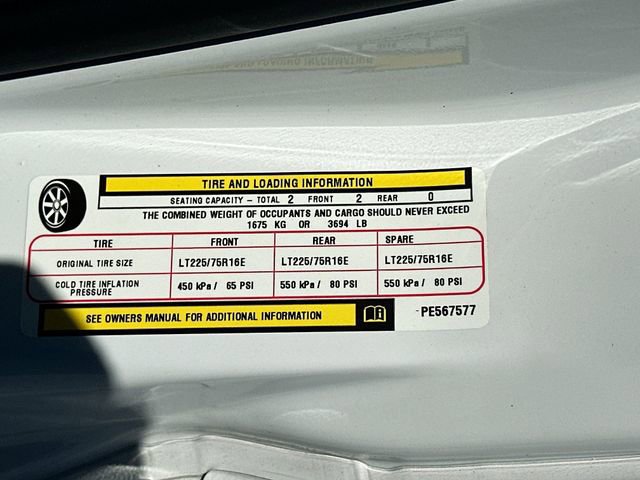 TIRE AND LOADING INFORMATION
SEATING CAPACITY - TOTAL 2 FRONT 2 REAR 0
THE COMBINED WEIGHT OF OCCUPANTS AND CARGO SHOULD NEVER EXCEED
1675 KG OR 3694 LB
TIRE FRONT REAR SPARE
ORIGINAL TIRE SIZE LT225/75R16E LT225/75R16E LT225/75R16E
COLD TIRE INFLATION PRESSURE 450 kPa / 65 PSI 550 kPa / 80 PSI 550 kPa / 80 PSI
SEE OWNERS MANUAL FOR ADDITIONAL INFORMATION
-PE567577